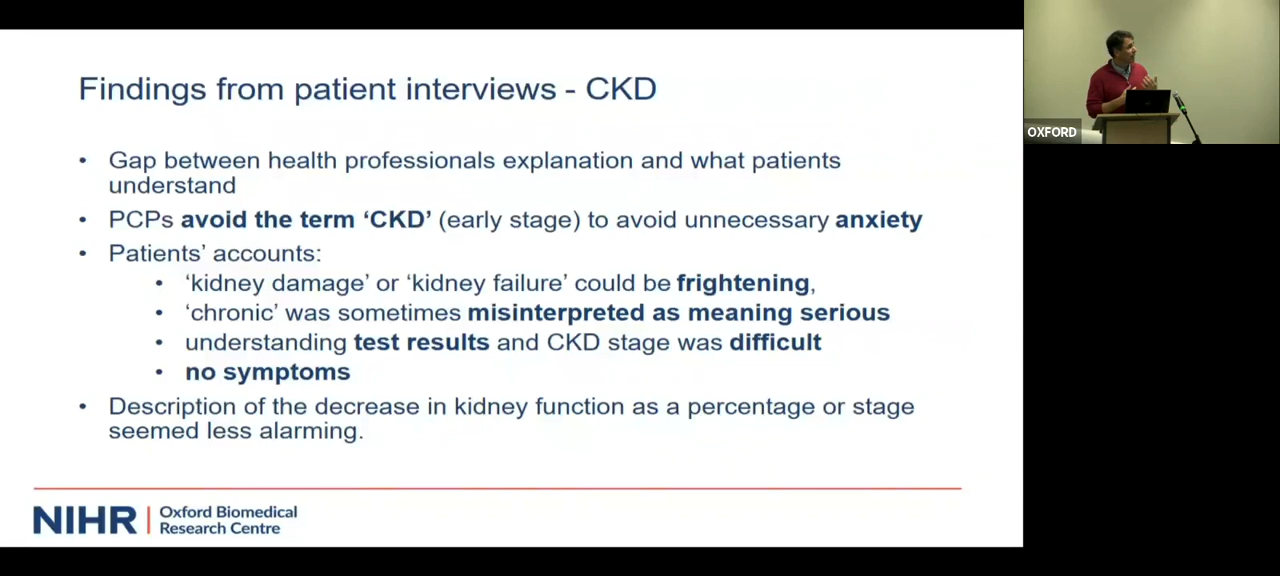 Findings from patient interviews - CKD
• Gap between health professionals explanation and what patients
understand
• PCPs avoid the term ‘CKD’ (early stage) to avoid unnecessary anxiety
• Patients’ accounts:
• ‘kidney damage’ or ‘kidney failure’ could be frightening,
• ‘chronic’ was sometimes misinterpreted as meaning serious
• understanding test results and CKD stage was difficult
• no symptoms
• Description of the decrease in kidney function as a percentage or stage
seemed less alarming.
NIHR | Oxford Biomedical
Research Centre
OXFORD